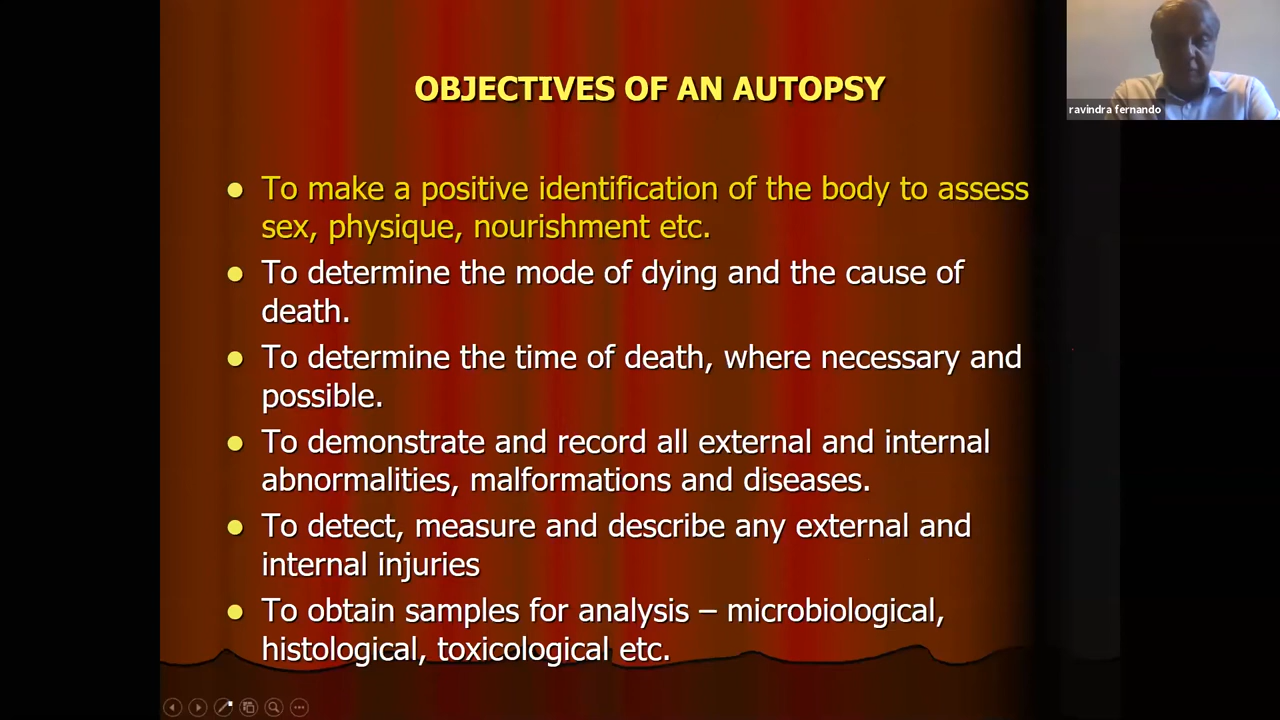 OBJECTIVES OF AN AUTOPSY
ravindra fernando
● To make a positive identification of the body to assess
sex, physique, nourishment etc.
● To determine the mode of dying and the cause of
death.
● To determine the time of death, where necessary and
possible.
● To demonstrate and record all external and internal
abnormalities, malformations and diseases.
● To detect, measure and describe any external and
internal injuries
● To obtain samples for analysis – microbiological,
histological, toxicological etc.